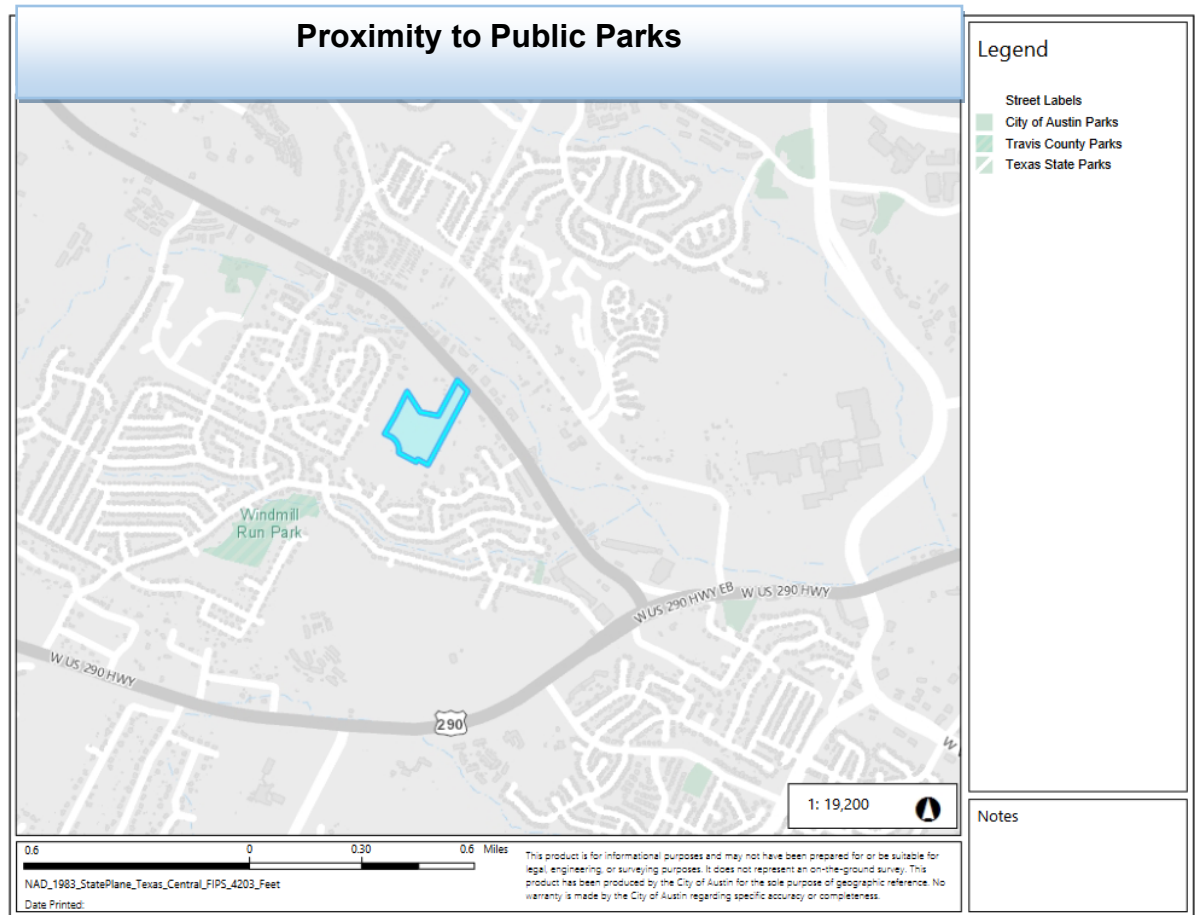 Proximity to Public Parks
Legend
Street Labels
City of Austin Parks
Travis County Parks
Texas State Parks
Windmill
Run Park
W US 290 HWY EB
W US 290 HWY
W US 290 HWY
290
W
1: 19,200
Notes
0.6 0 0.30 0.6 Miles
NAD_1983_StatePlane_Texas_Central_FIPS_4203_Feet
Date Printed:
This product is for informational purposes and may not have been prepared for or be suitable for
legal, engineering, or surveying purposes. It does not represent an on-the-ground survey. This
product has been produced by the City of Austin for the sole purpose of geographic reference. No
warranty is made by the City of Austin regarding specific accuracy or completeness.